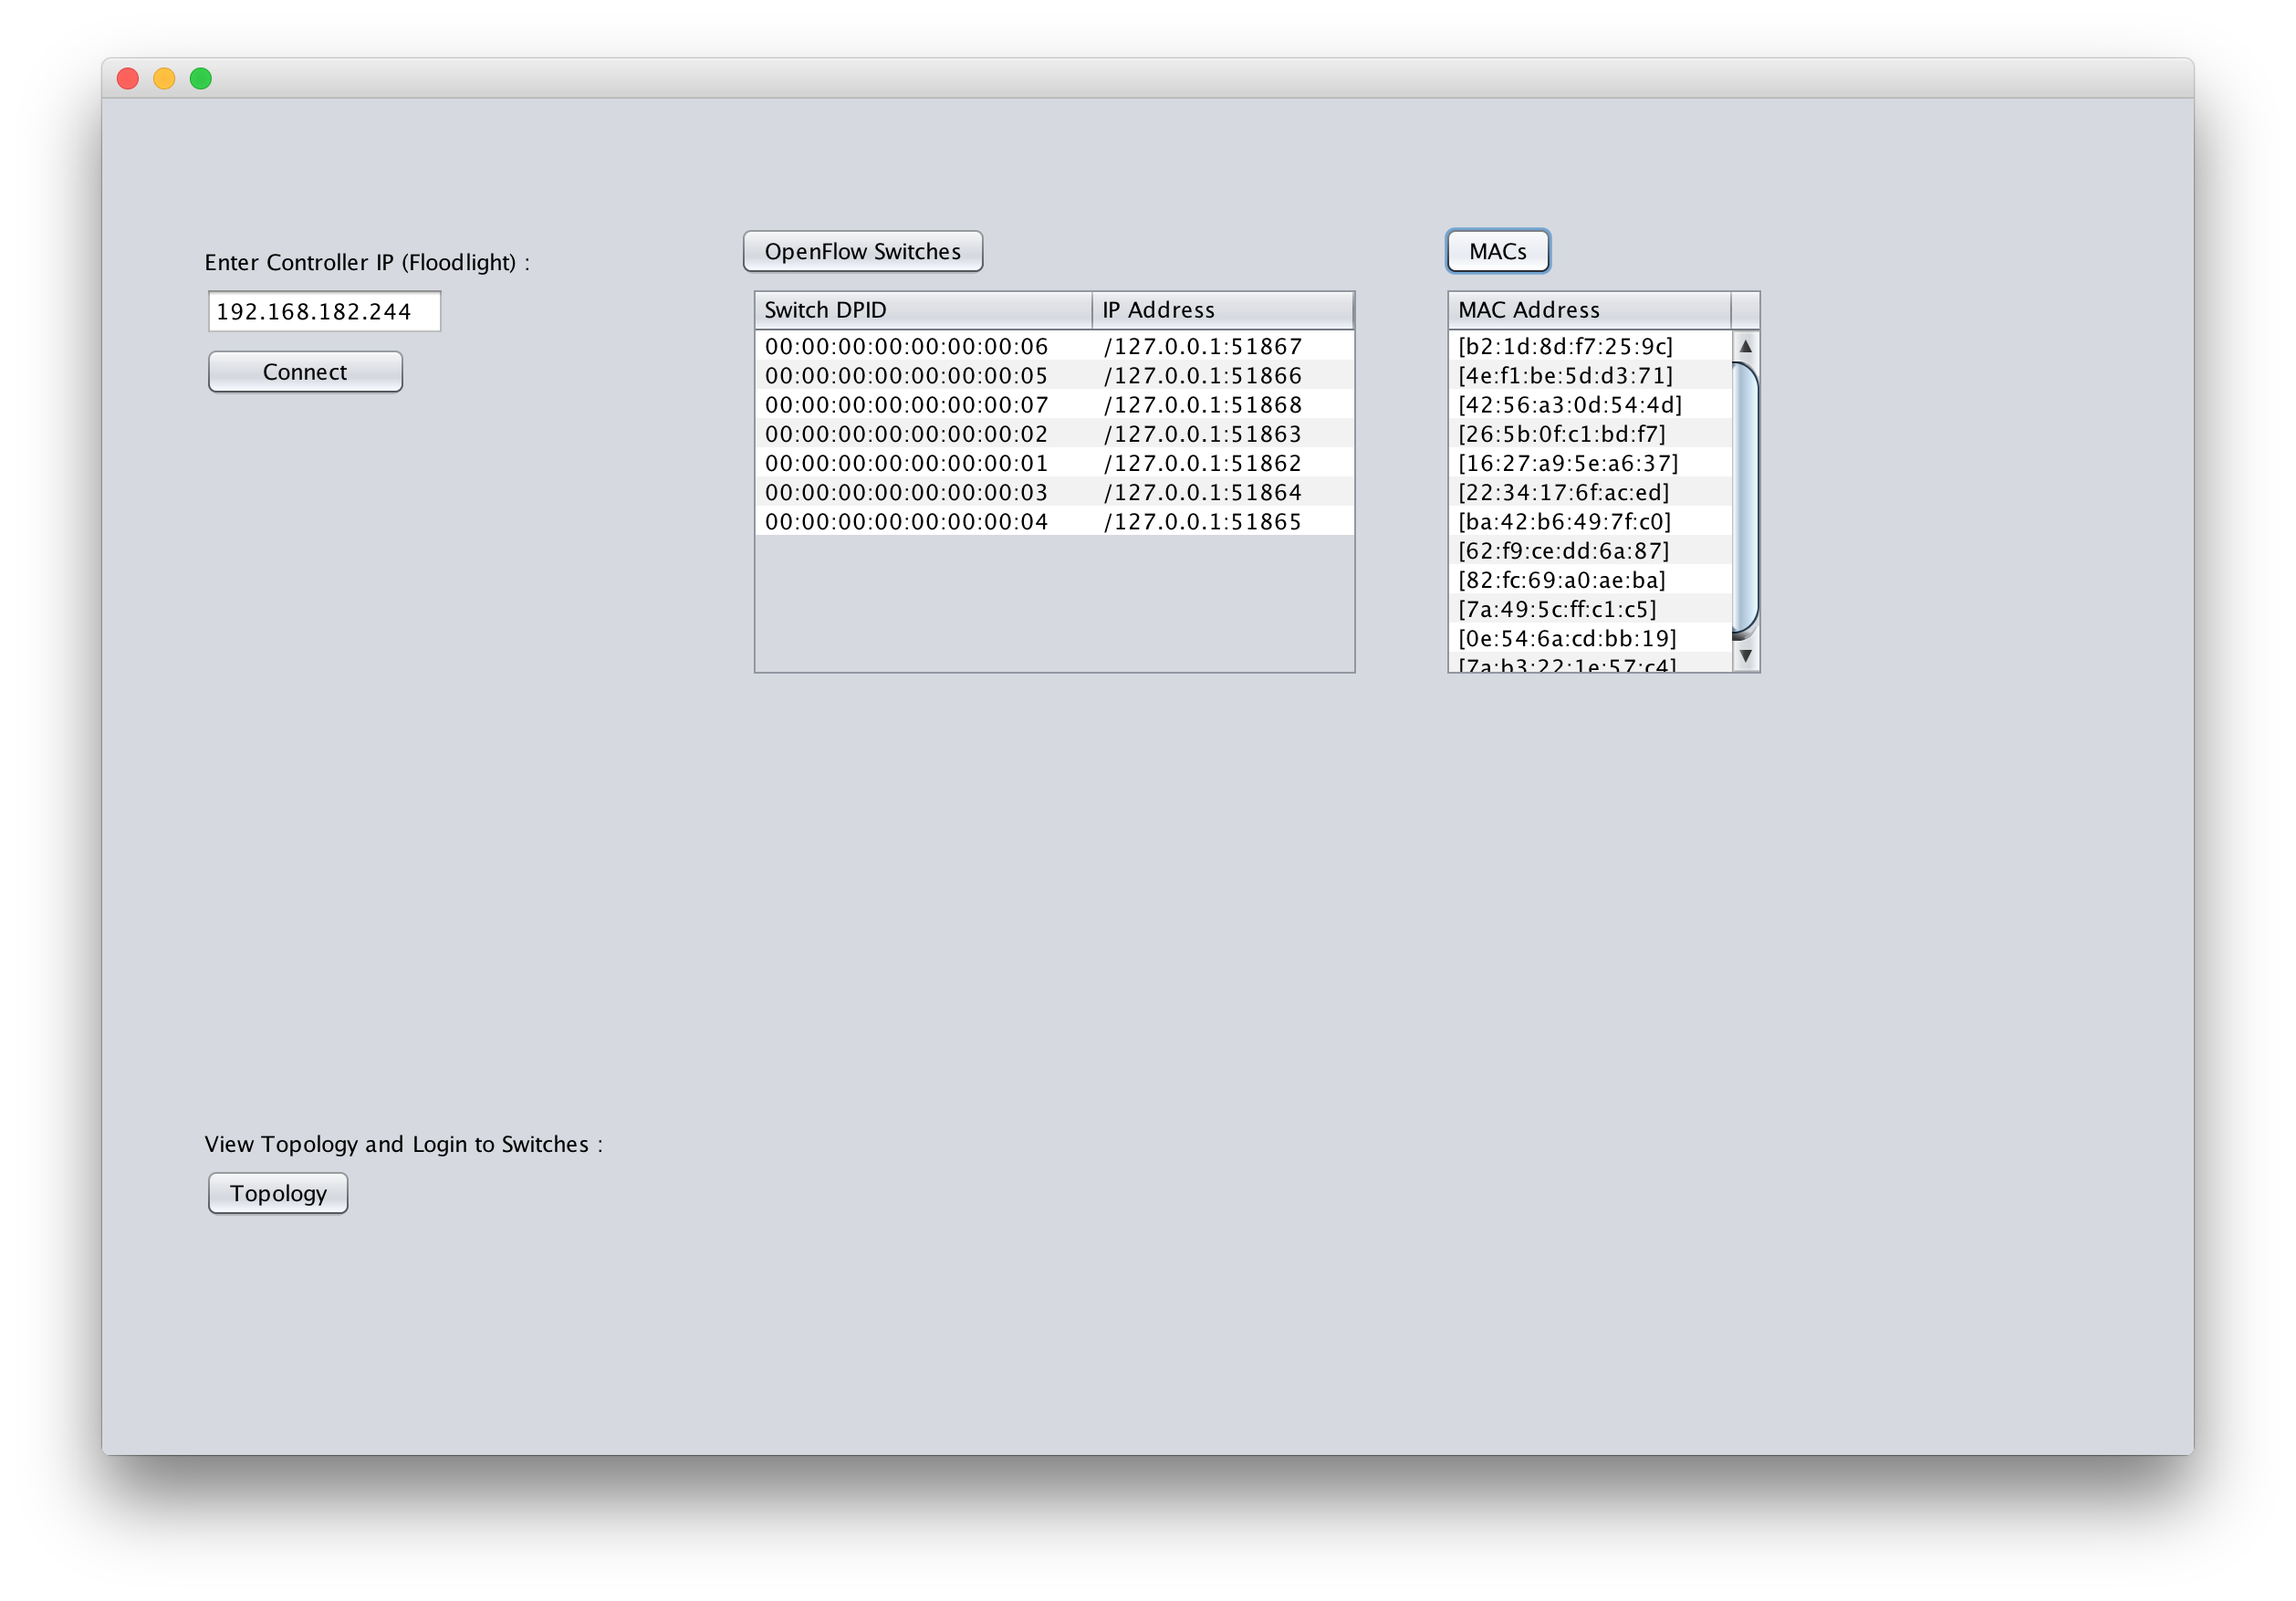 Enter Controller IP (Floodlight) :
192.168.182.244
Connect
OpenFlow Switches
Switch DPID IP Address
00:00:00:00:00:00:00:06 /127.0.0.1:51867
00:00:00:00:00:00:00:05 /127.0.0.1:51866
00:00:00:00:00:00:00:07 /127.0.0.1:51868
00:00:00:00:00:00:00:02 /127.0.0.1:51863
00:00:00:00:00:00:00:01 /127.0.0.1:51862
00:00:00:00:00:00:00:03 /127.0.0.1:51864
00:00:00:00:00:00:00:04 /127.0.0.1:51865
MACs
MAC Address
[b2:1d:8d:f7:25:9c]
[4e:f1:be:5d:d3:71]
[42:56:a3:0d:54:4d]
[26:5b:0f:c1:bd:f7]
[16:27:a9:5e:a6:37]
[22:34:17:6f:ac:ed]
[ba:42:b6:49:7f:c0]
[62:f9:ce:dd:6a:87]
[82:fc:69:a0:ae:ba]
[7a:49:5c:ff:c1:c5]
[0e:54:6a:cd:bb:19]
[7a:b3:22:1e:57:c4]
View Topology and Login to Switches :
Topology